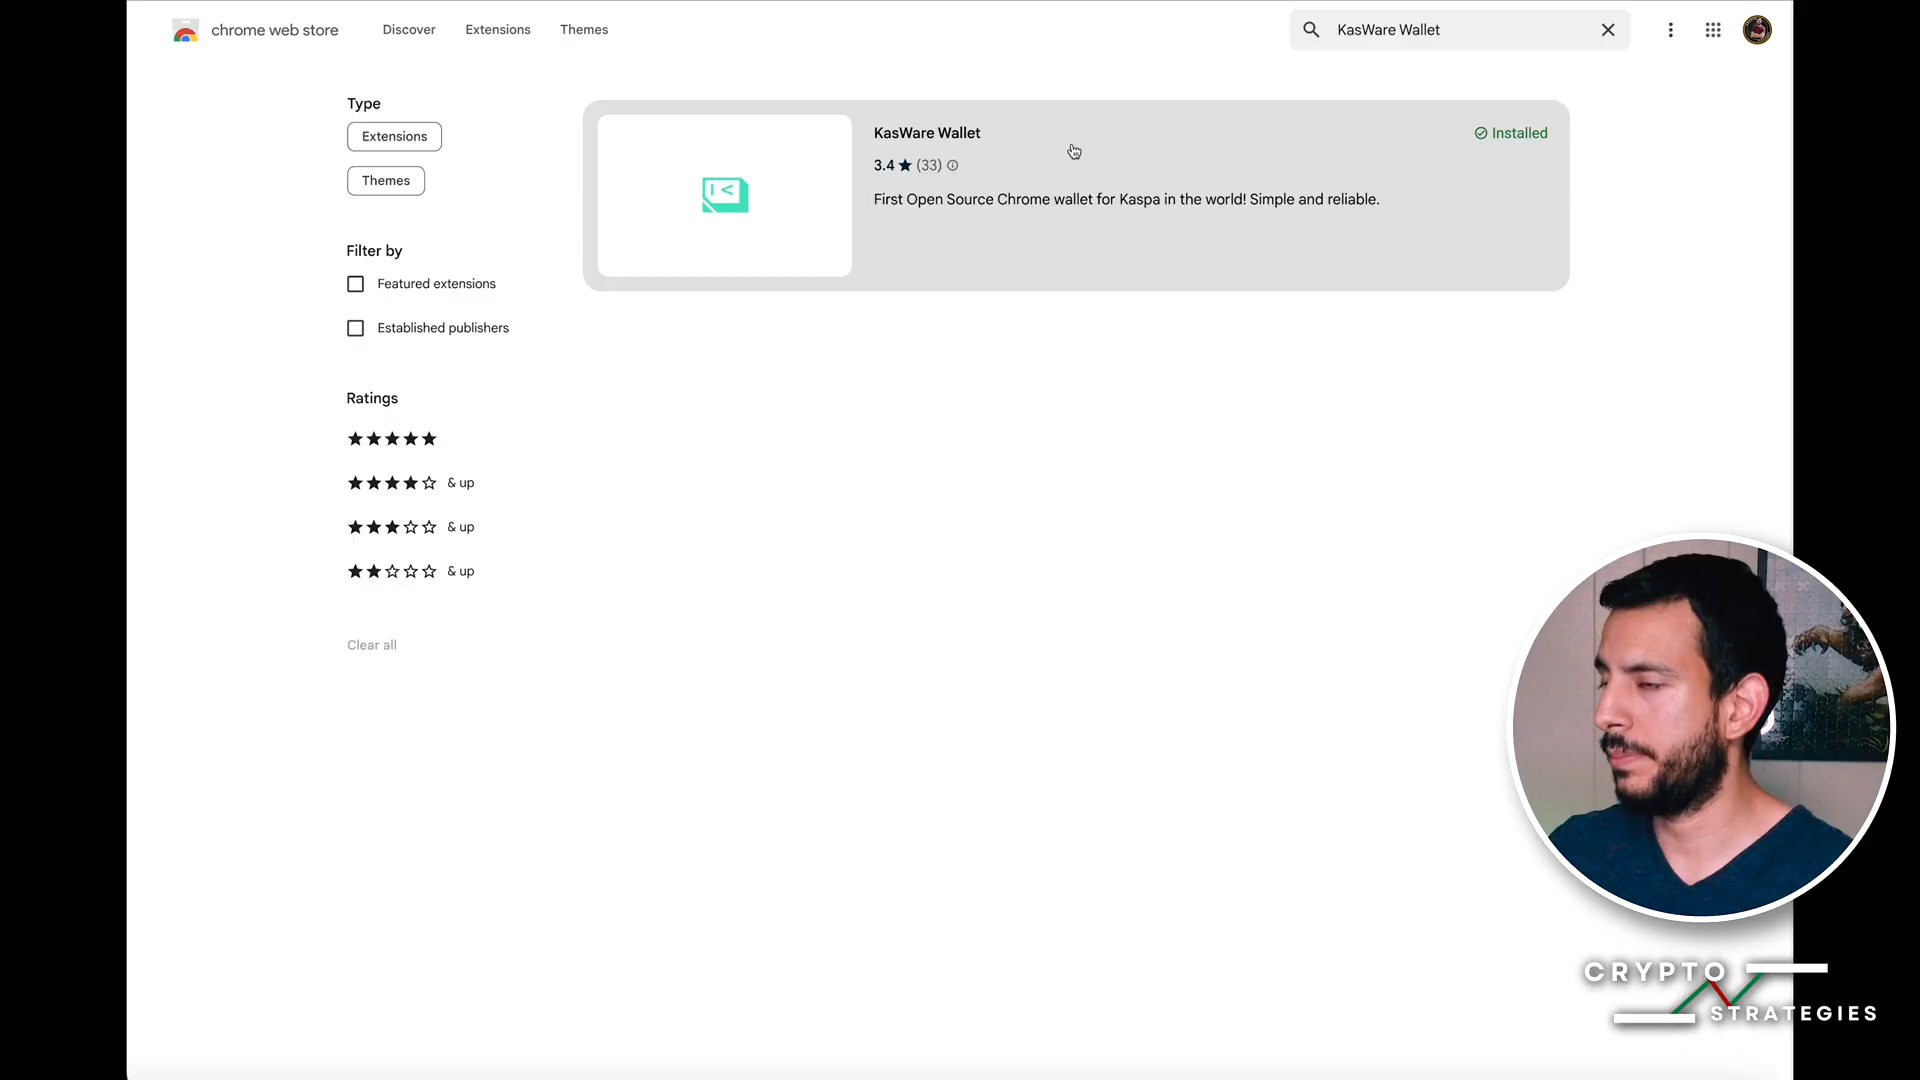 chrome web store
Discover
Extensions
Themes
KasWare Wallet
Type
Extensions
Themes
Filter by
Featured extensions
Established publishers
Ratings
& up
& up
& up
Clear all
KasWare Wallet
Installed
3.4 ★ (33)
First Open Source Chrome wallet for Kaspa in the world! Simple and reliable.
CRYPTO
STRATEGIES